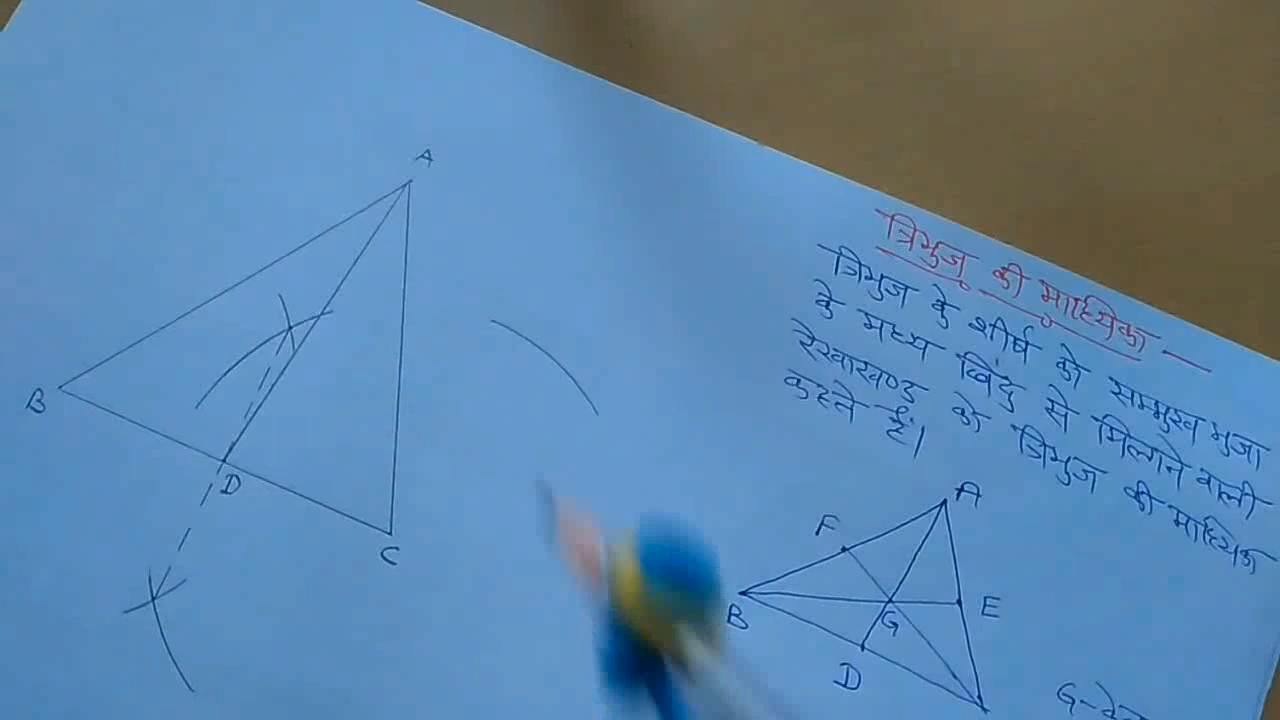 A
B
D
C
त्रिभुज की माध्यिका —
त्रिभुज के शीर्ष को सम्मुख भुजा
के मध्य बिंदु से मिलाने वाली
रेखाखण्ड को त्रिभुज की माध्यिका
कहते हैं।
A
F
B
G
E
D
G-